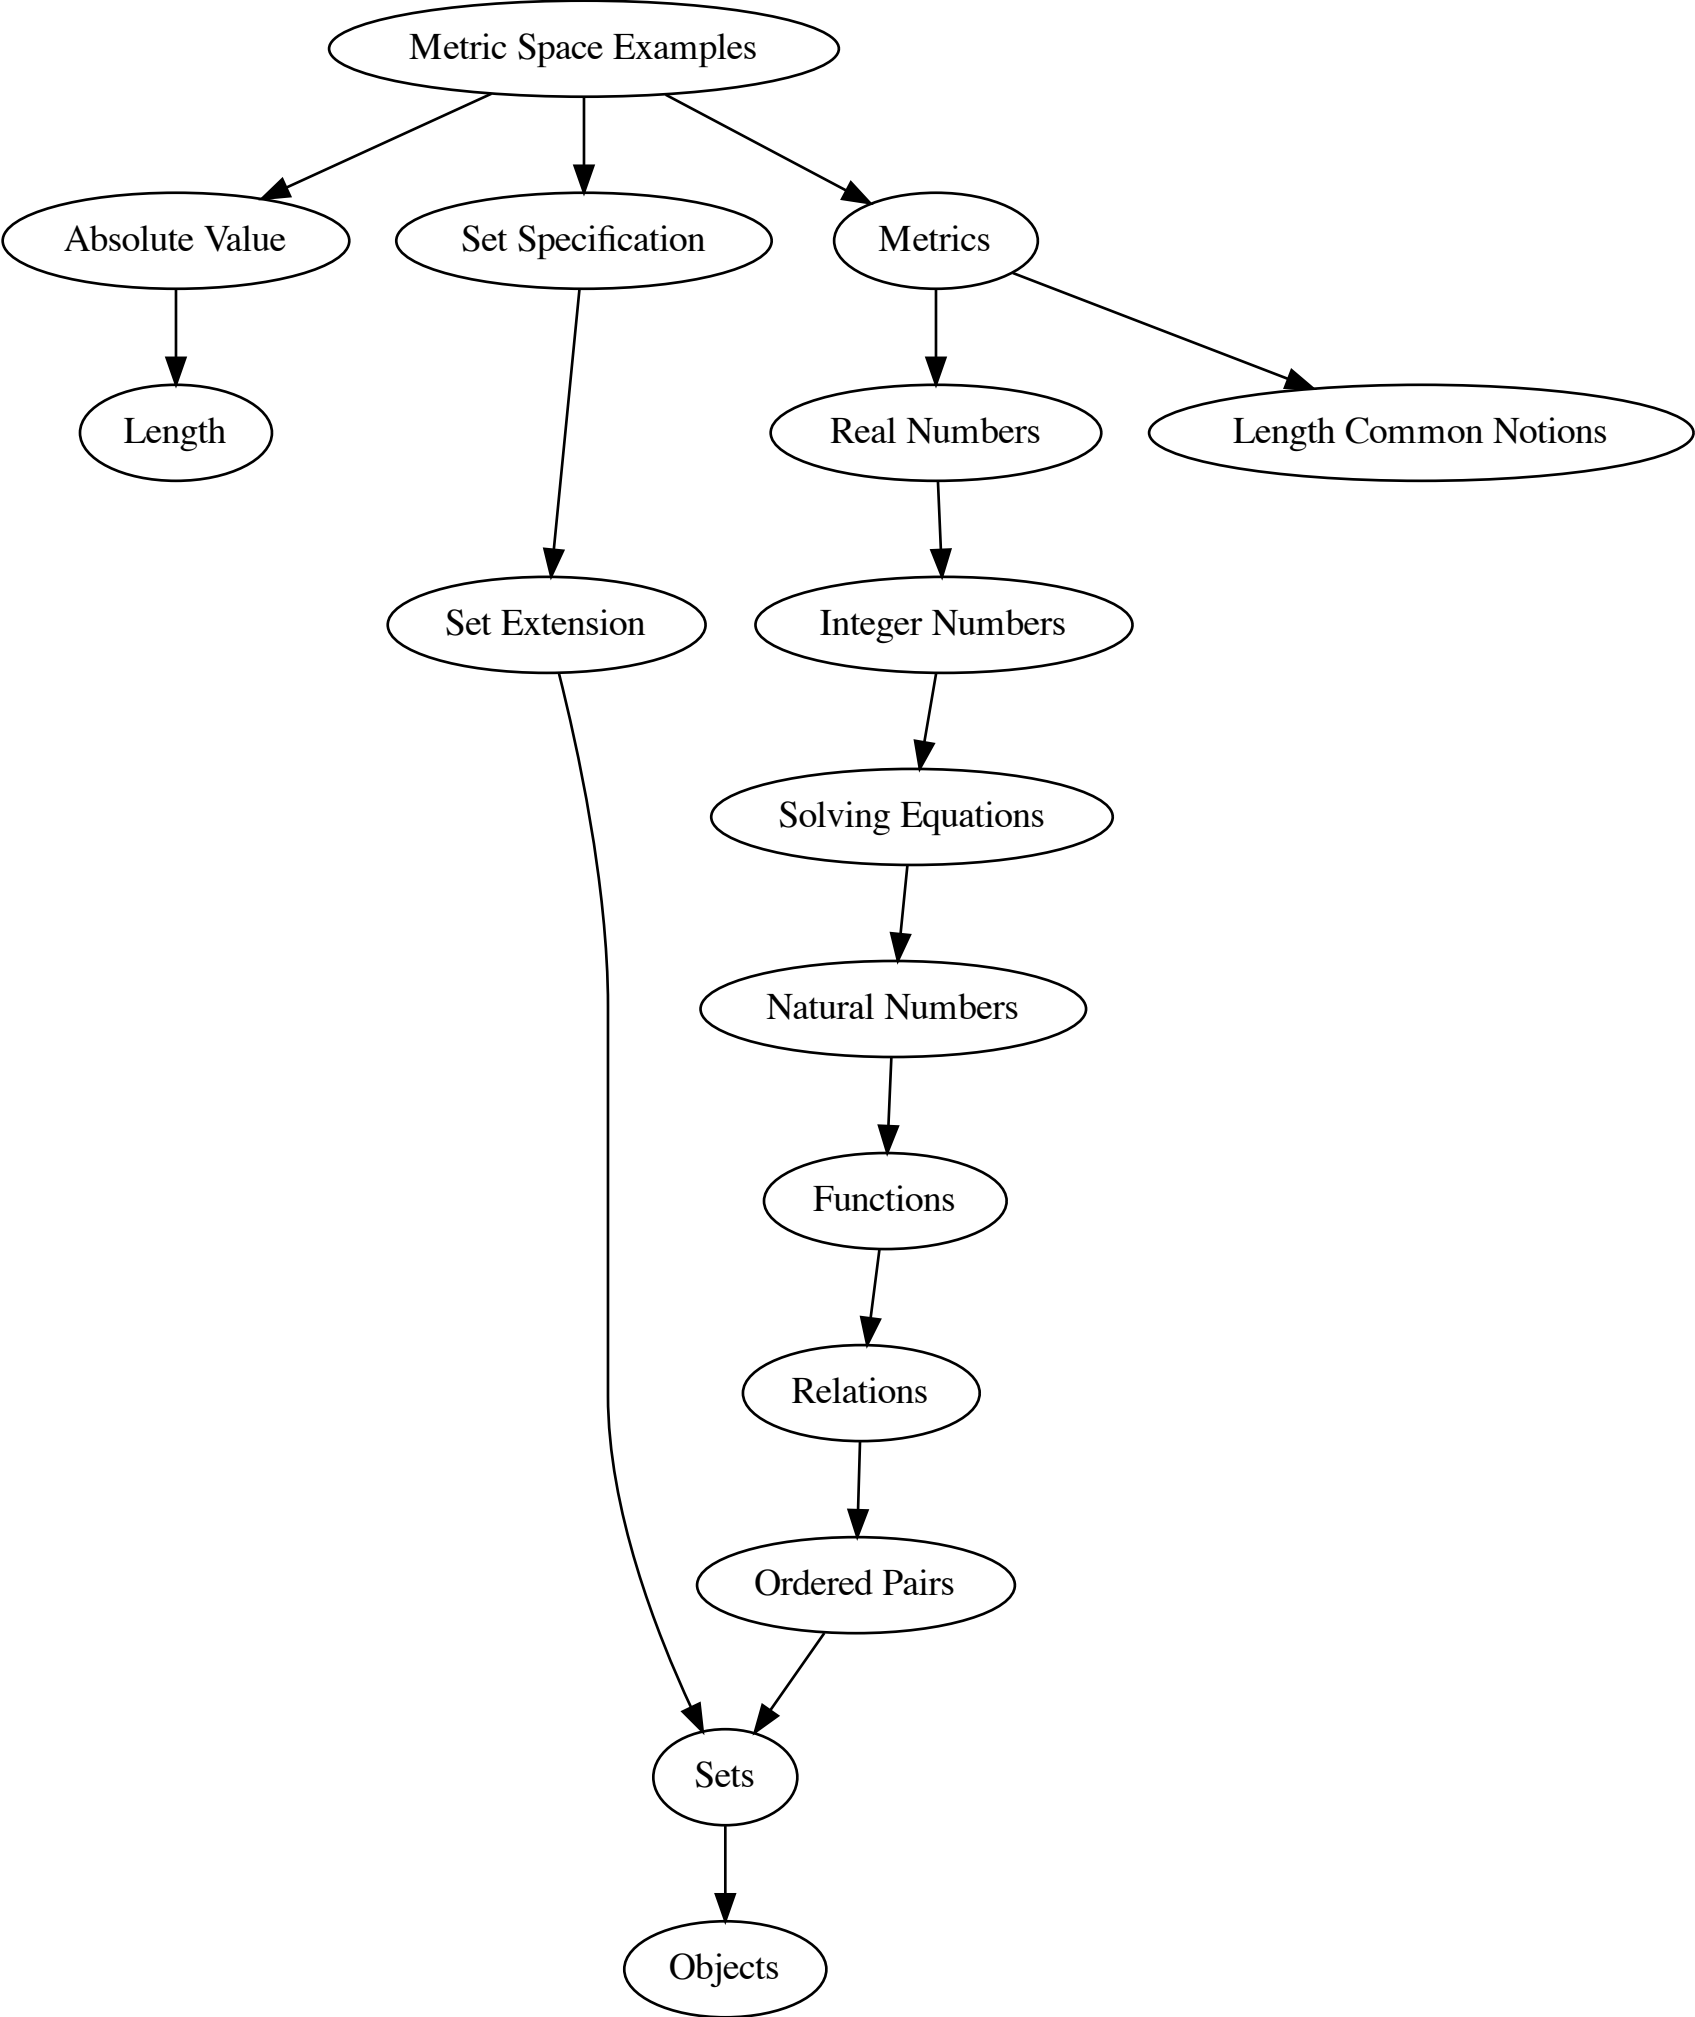 Metric Space Examples
Absolute Value
Set Specification
Metrics
Length
Real Numbers
Length Common Notions
Set Extension
Integer Numbers
Solving Equations
Natural Numbers
Functions
Relations
Ordered Pairs
Sets
Objects